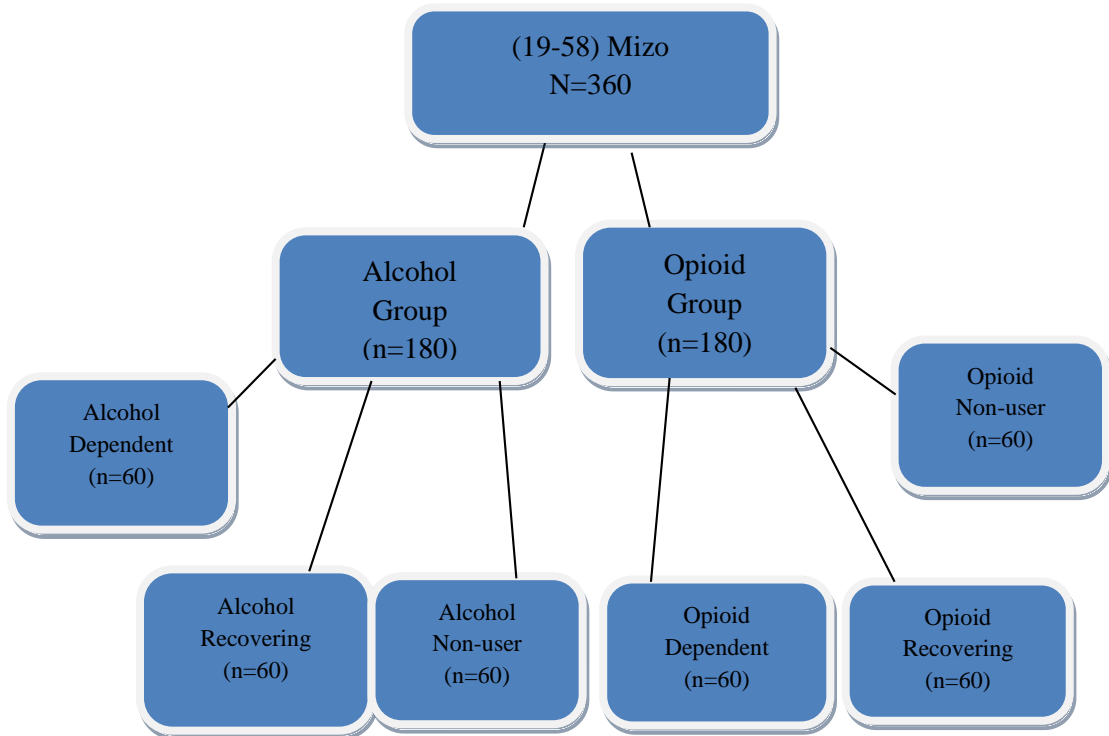 (19-58) Mizo
N=360
Alcohol
Group
(n=180)
Opioid
Group
(n=180)
Alcohol
Dependent
(n=60)
Opioid
Non-user
(n=60)
Alcohol
Recovering
(n=60)
Alcohol
Non-user
(n=60)
Opioid
Dependent
(n=60)
Opioid
Recovering
(n=60)